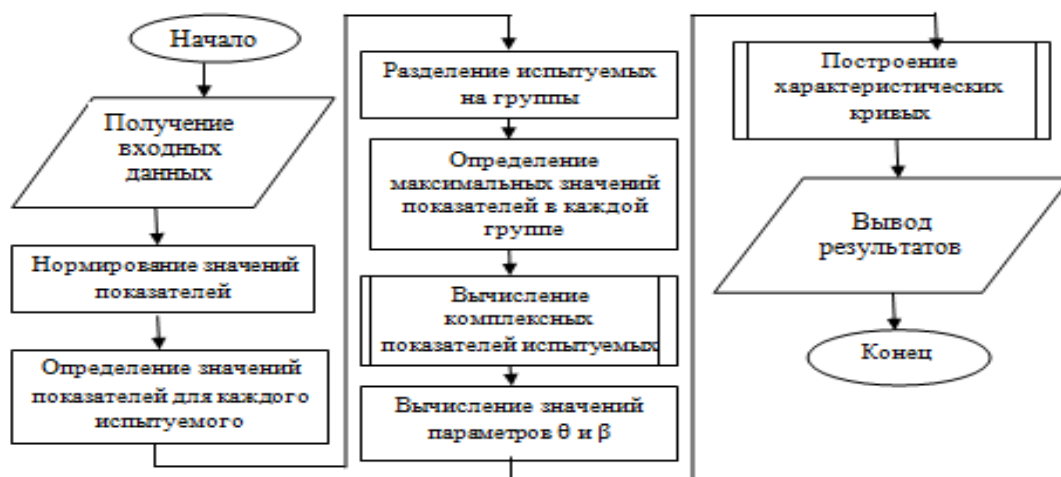 Начало
Получение
входных
данных
Нормирование значений
показателей
Определение значений
показателей для каждого
испытуемого
Разделение испытуемых
на группы
Определение
максимальных значений
показателей в каждой
группе
Вычисление
комплексных
показателей испытуемых
Вычисление значений
параметров θ и β
Построение
характеристических
кривых
Вывод
результатов
Конец